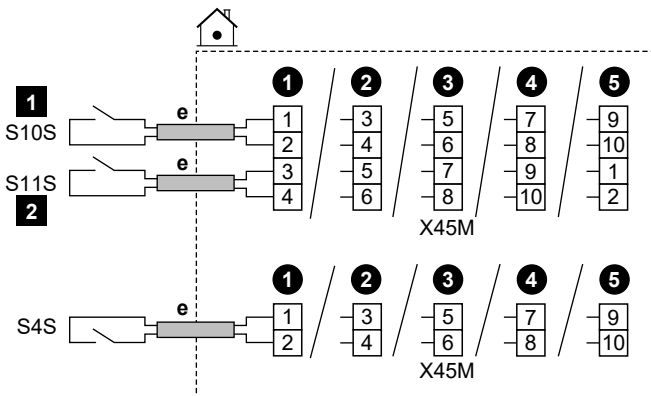 1 2 3 4 5
1
S10S e 1 3 5 7 9
2 4 6 8 10
S11S e 3 5 7 9 1
4 6 8 10 2
2
X45M
1 2 3 4 5
S4S e 1 3 5 7 9
2 4 6 8 10
X45M